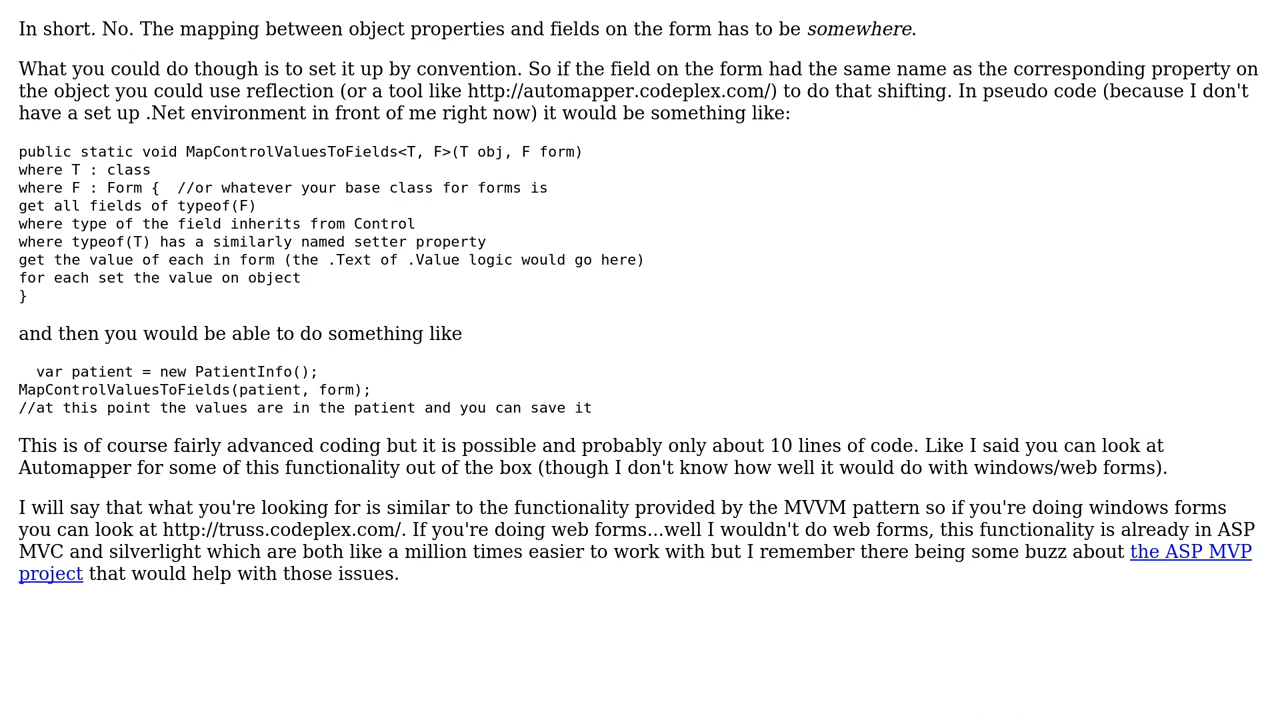 In short. No. The mapping between object properties and fields on the form has to be somewhere.
What you could do though is to set it up by convention. So if the field on the form had the same name as the corresponding property on
the object you could use reflection (or a tool like http://automapper.codeplex.com/) to do that shifting. In pseudo code (because I don't
have a set up .Net environment in front of me right now) it would be something like:
public static void MapControlValuesToFields<T, F>(T obj, F form)
where T : class
where F : Form {  //or whatever your base class for forms is
get all fields of typeof(F)
where type of the field inherits from Control
where typeof(T) has a similarly named setter property
get the value of each in form (the .Text of .Value logic would go here)
for each set the value on object
}
and then you would be able to do something like
  var patient = new PatientInfo();
MapControlValuesToFields(patient, form);
//at this point the values are in the patient and you can save it
This is of course fairly advanced coding but it is possible and probably only about 10 lines of code. Like I said you can look at
Automapper for some of this functionality out of the box (though I don't know how well it would do with windows/web forms).
I will say that what you're looking for is similar to the functionality provided by the MVVM pattern so if you're doing windows forms
you can look at http://truss.codeplex.com/. If you're doing web forms...well I wouldn't do web forms, this functionality is already in ASP
MVC and silverlight which are both like a million times easier to work with but I remember there being some buzz about the ASP MVP
project that would help with those issues.